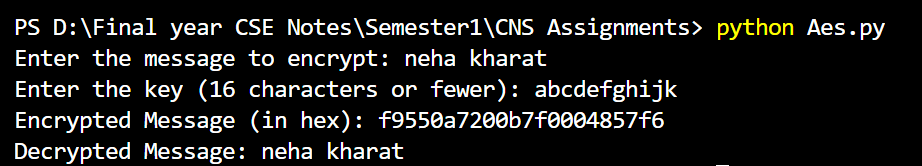 PS D:\Final year CSE Notes\Semester1\CNS Assignments> python Aes.py
Enter the message to encrypt: neha kharat
Enter the key (16 characters or fewer): abcdefghijk
Encrypted Message (in hex): f9550a7200b7f0004857f6
Decrypted Message: neha kharat